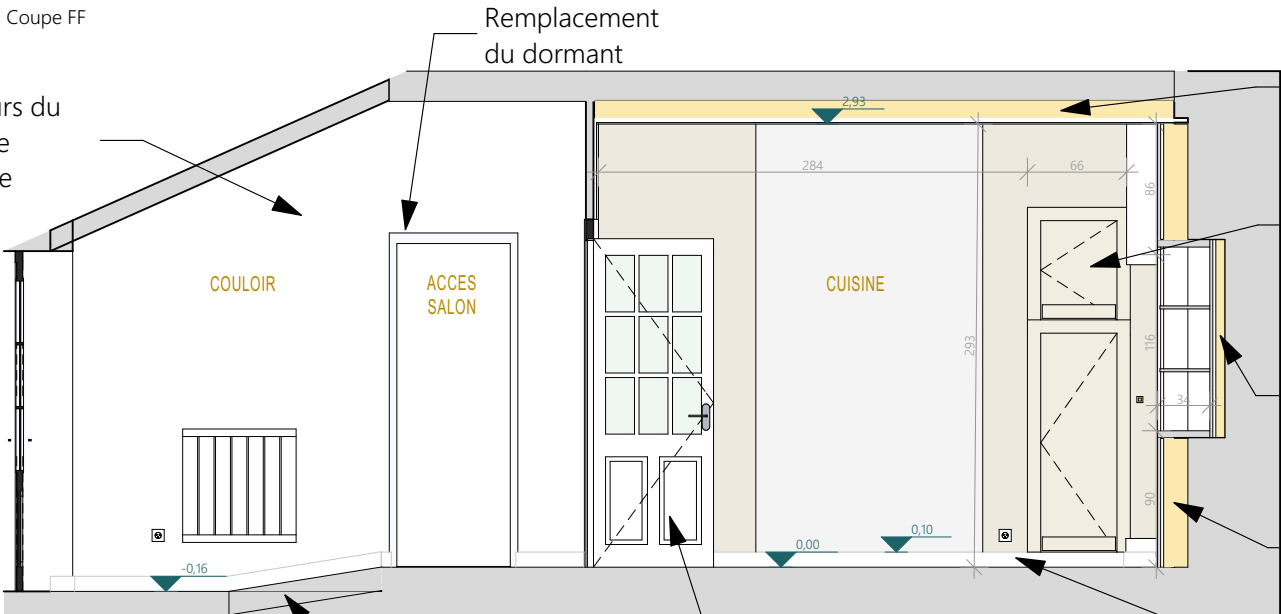 Coupe FF
Remplacement
du dormant
rs du
e
e
2,93
284
66
86
COULOIR
ACCES
SALON
CUISINE
293
116
34
90
0,10
0,00
-0,16